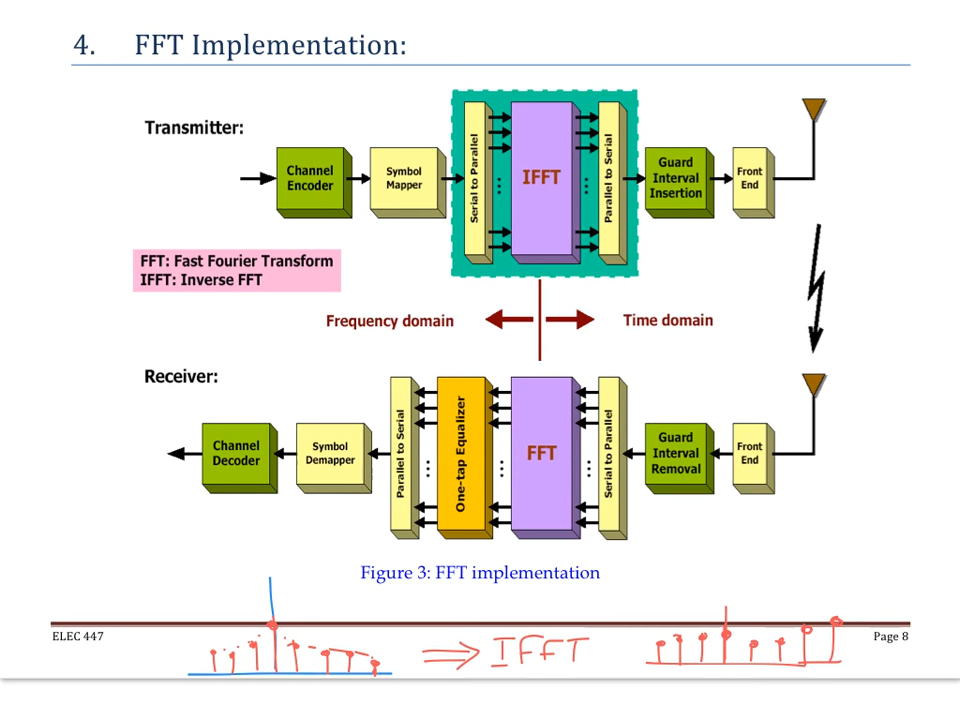 4. FFT Implementation:
Transmitter:
Channel
Encoder
Symbol
Mapper
Serial to Parallel
...
IFFT
...
Parallel to Serial
Guard
Interval
Insertion
Front
End
FFT: Fast Fourier Transform
IFFT: Inverse FFT
Frequency domain
Time domain
Receiver:
Channel
Decoder
Symbol
Demapper
Parallel to Serial
...
One-tap Equalizer
...
FFT
...
Serial to Parallel
Guard
Interval
Removal
Front
End
Figure 3: FFT implementation
ELEC 447
Page 8
⇒ IFFT